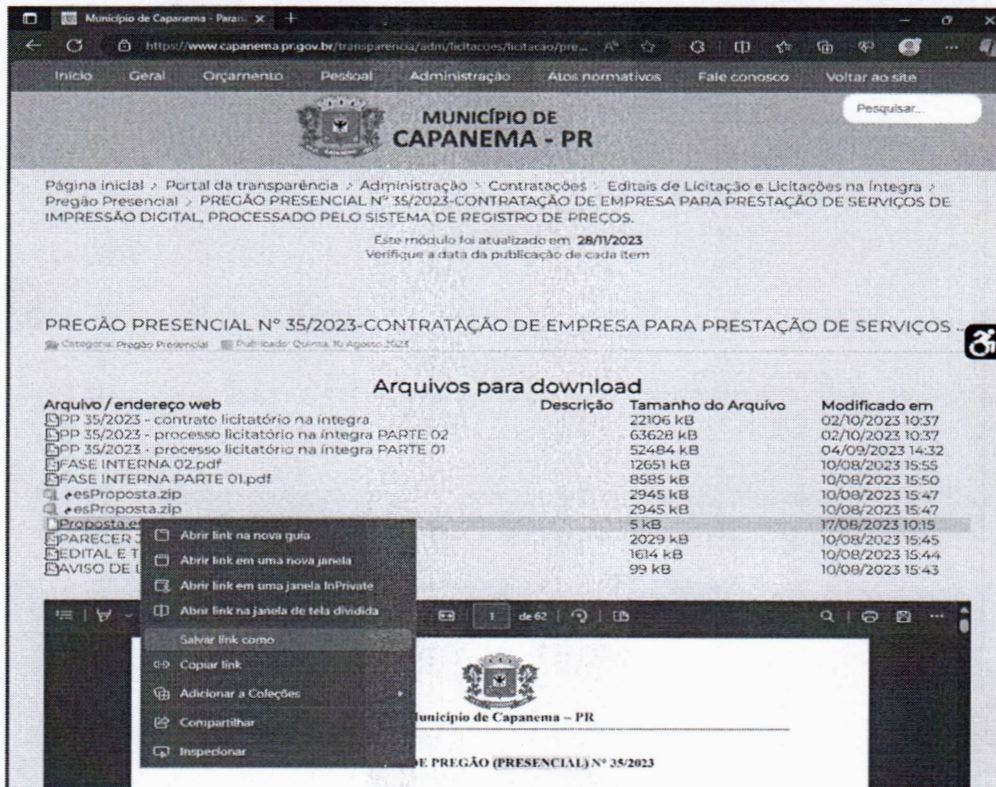 Município de Capanema - Paran
https://www.capanema.pr.gov.br/transparencia/adm/licitacoes/licitacao/pre...
Início Geral Orçamento Pessoal Administração Atos normativos Fale conosco Voltar ao site
Pesquisar...
MUNICÍPIO DE
CAPANEMA - PR
Página inicial > Portal da transparência > Administração > Contratações > Editais de Licitação e Licitações na Íntegra >
Pregão Presencial > PREGÃO PRESENCIAL Nº 35/2023-CONTRATAÇÃO DE EMPRESA PARA PRESTAÇÃO DE SERVIÇOS DE
IMPRESSÃO DIGITAL, PROCESSADO PELO SISTEMA DE REGISTRO DE PREÇOS.
Este módulo foi atualizado em 28/11/2023
Verifique a data da publicação de cada item
PREGÃO PRESENCIAL Nº 35/2023-CONTRATAÇÃO DE EMPRESA PARA PRESTAÇÃO DE SERVIÇOS ...
Categoria: Pregão Presencial Publicado: Quinta, 10 Agosto 2023
Arquivos para download
Arquivo / endereço web Descrição Tamanho do Arquivo Modificado em
PP 35/2023 - contrato licitatório na íntegra 22106 kB 02/10/2023 10:37
PP 35/2023 - processo licitatório na íntegra PARTE 02 63628 kB 02/10/2023 10:37
PP 35/2023 - processo licitatório na íntegra PARTE 01 52484 kB 04/09/2023 14:32
FASE INTERNA 02.pdf 12651 kB 10/08/2023 15:55
FASE INTERNA PARTE 01.pdf 8585 kB 10/08/2023 15:50
esProposta.zip 2945 kB 10/08/2023 15:47
esProposta.zip 2945 kB 10/08/2023 15:47
Proposta.es 5 kB 17/08/2023 10:15
PARECER 2029 kB 10/08/2023 15:45
EDITAL E T 1614 kB 10/08/2023 15:44
AVISO DE L 99 kB 10/08/2023 15:43
Abrir link na nova guia
Abrir link em uma nova janela
Abrir link em uma janela InPrivate
Abrir link na janela de tela dividida
Salvar link como
Copiar link
Adicionar a Coleções
Compartilhar
Inspecionar
1 de 62
unicípio de Capanema – PR
DE PREGÃO (PRESENCIAL) Nº 35/2023